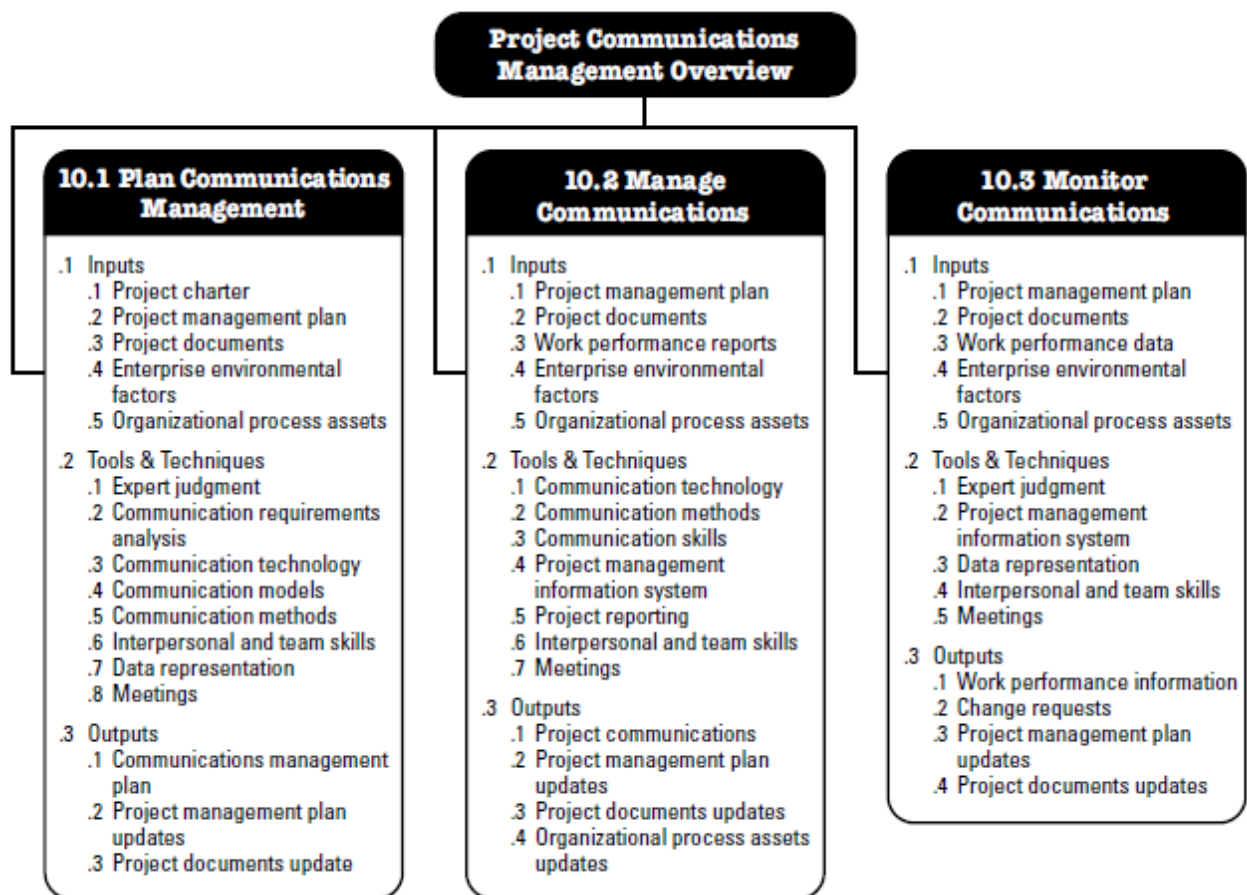 Project Communications
Management Overview
10.1 Plan Communications
Management
.1 Inputs
.1 Project charter
.2 Project management plan
.3 Project documents
.4 Enterprise environmental
factors
.5 Organizational process assets
.2 Tools & Techniques
.1 Expert judgment
.2 Communication requirements
analysis
.3 Communication technology
.4 Communication models
.5 Communication methods
.6 Interpersonal and team skills
.7 Data representation
.8 Meetings
.3 Outputs
.1 Communications management
plan
.2 Project management plan
updates
.3 Project documents update
10.2 Manage
Communications
.1 Inputs
.1 Project management plan
.2 Project documents
.3 Work performance reports
.4 Enterprise environmental
factors
.5 Organizational process assets
.2 Tools & Techniques
.1 Communication technology
.2 Communication methods
.3 Communication skills
.4 Project management
information system
.5 Project reporting
.6 Interpersonal and team skills
.7 Meetings
.3 Outputs
.1 Project communications
.2 Project management plan
updates
.3 Project documents updates
.4 Organizational process assets
updates
10.3 Monitor
Communications
.1 Inputs
.1 Project management plan
.2 Project documents
.3 Work performance data
.4 Enterprise environmental
factors
.5 Organizational process assets
.2 Tools & Techniques
.1 Expert judgment
.2 Project management
information system
.3 Data representation
.4 Interpersonal and team skills
.5 Meetings
.3 Outputs
.1 Work performance information
.2 Change requests
.3 Project management plan
updates
.4 Project documents updates